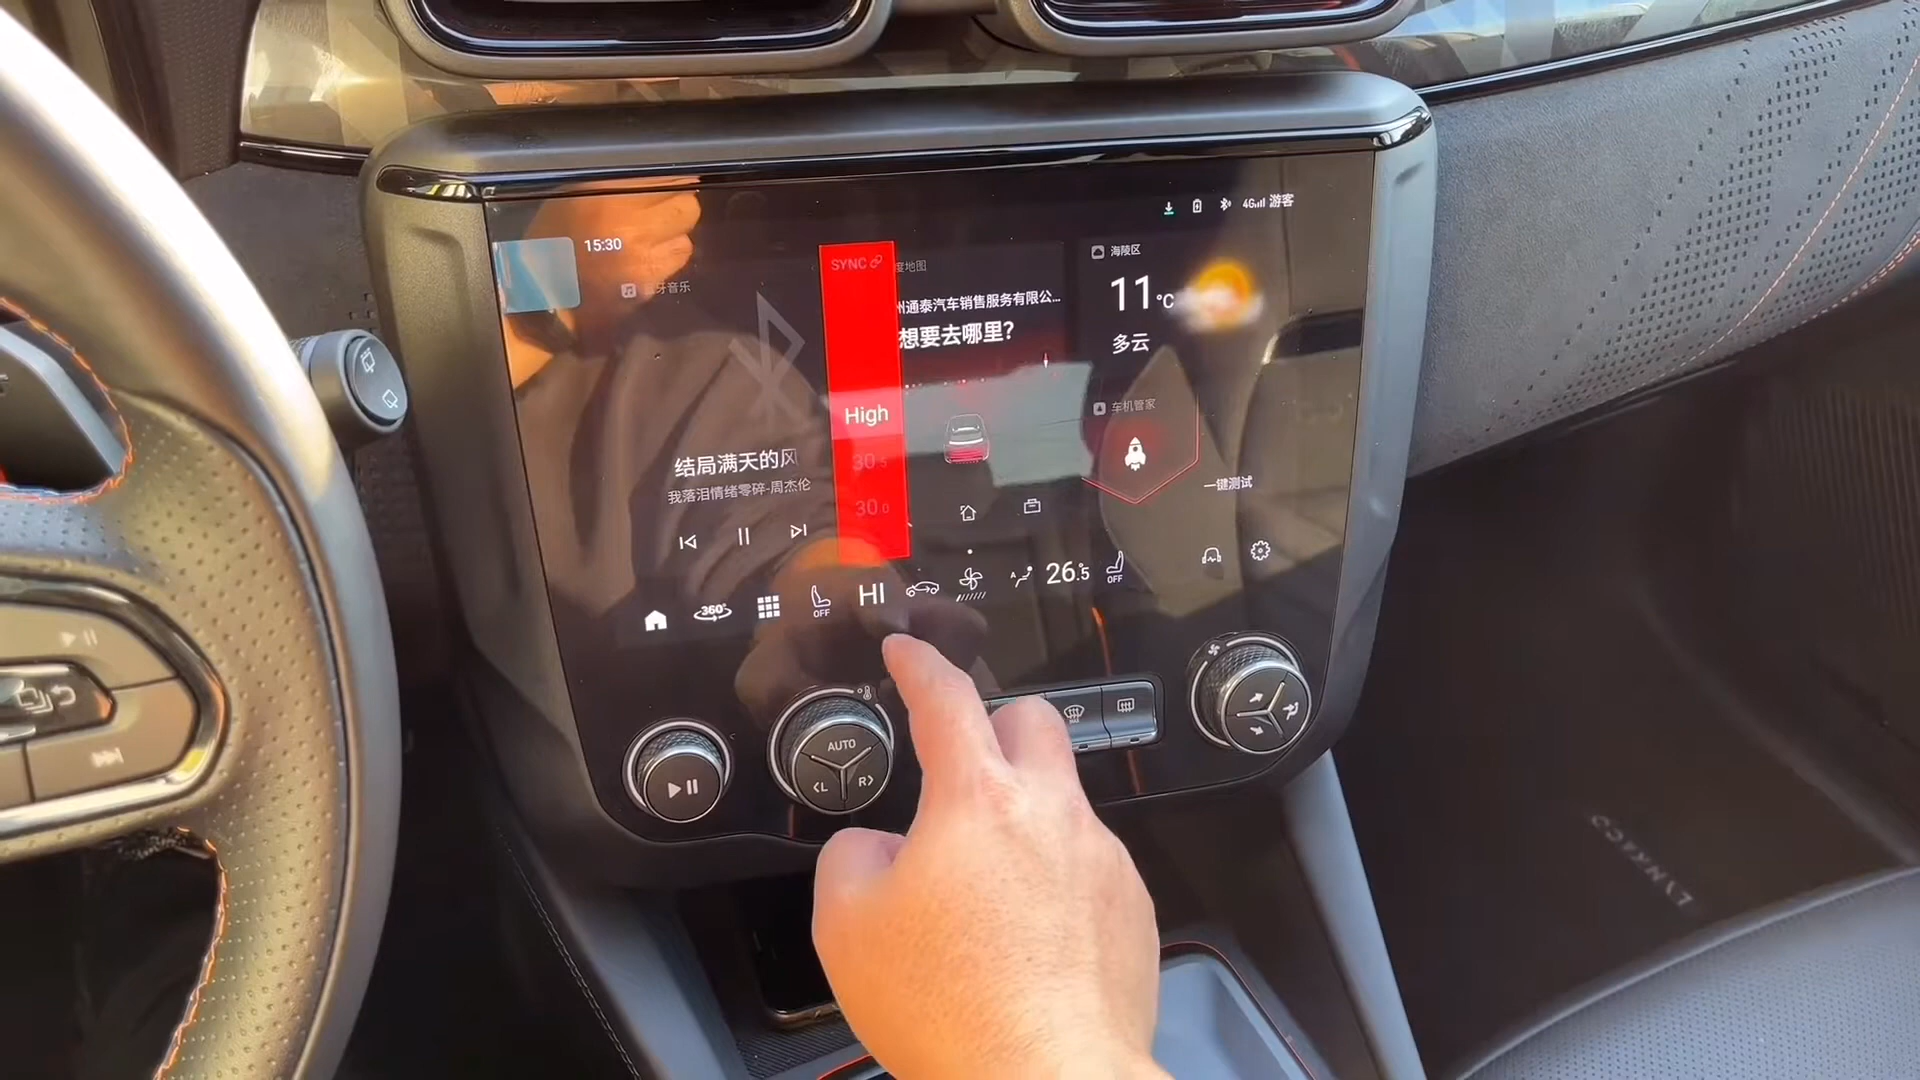 4G 游客
15:30
蓝牙音乐
SYNC
度地图
海陵区
州通泰汽车销售服务有限公...
想要去哪里?
11℃
多云
High
30.5
30.0
车机管家
一键测试
结局满天的风
我落泪情绪零碎-周杰伦
360°
OFF
HI
A
26.5
OFF
AUTO
<L
R>
LYNK&CO